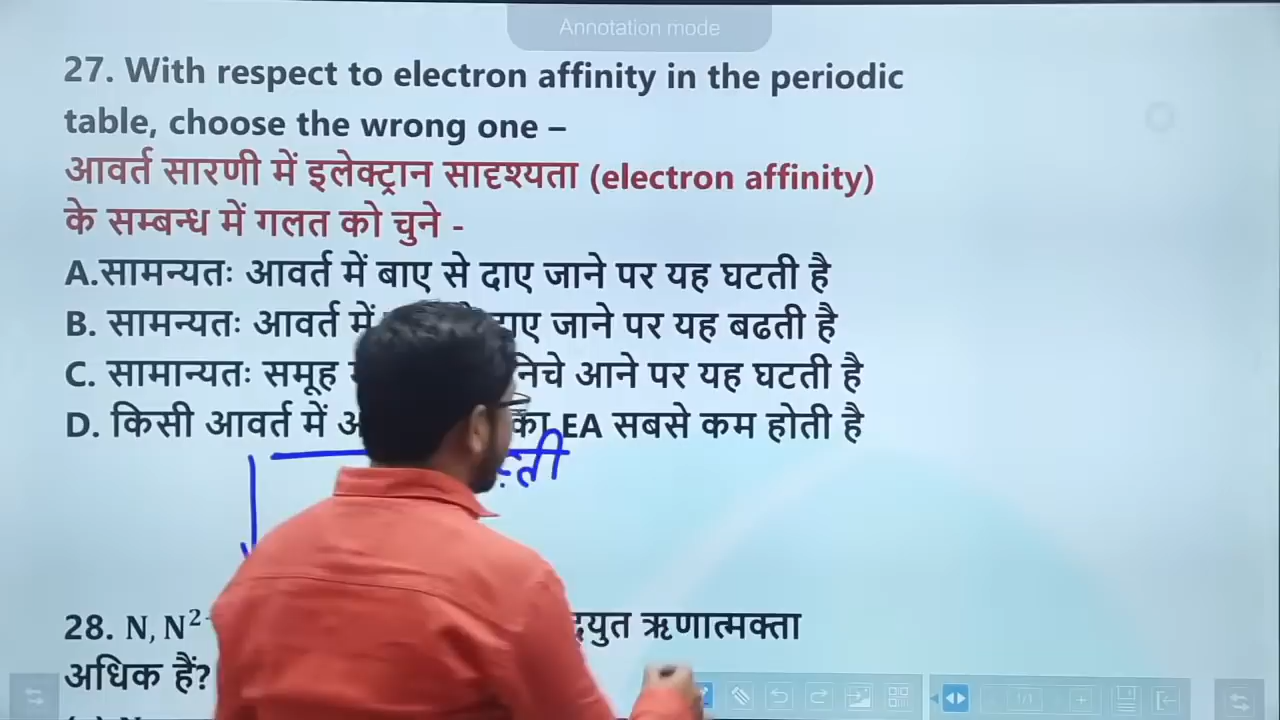 Annotation mode
27. With respect to electron affinity in the periodic
table, choose the wrong one –
आवर्त सारणी में इलेक्ट्रान सादृश्यता (electron affinity)
के सम्बन्ध में गलत को चुने -
A.सामन्यतः आवर्त में बाए से दाए जाने पर यह घटती है
B. सामन्यतः आवर्त में दाए जाने पर यह बढती है
C. सामान्यतः समूह निचे आने पर यह घटती है
D. किसी आवर्त में का EA सबसे कम होती है
28. N, N²⁻ ऋणात्मक्ता
अधिक हैं?